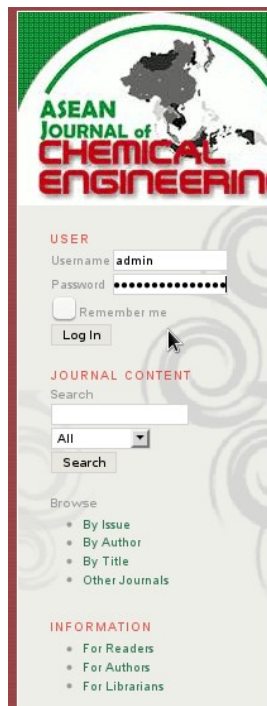 ASEAN
JOURNAL of
CHEMICAL
ENGINEERIN
USER
Username admin
Password ●●●●●●●●●●●●●●●
Remember me
Log In
JOURNAL CONTENT
Search
All
Search
Browse
By Issue
By Author
By Title
Other Journals
INFORMATION
For Readers
For Authors
For Librarians